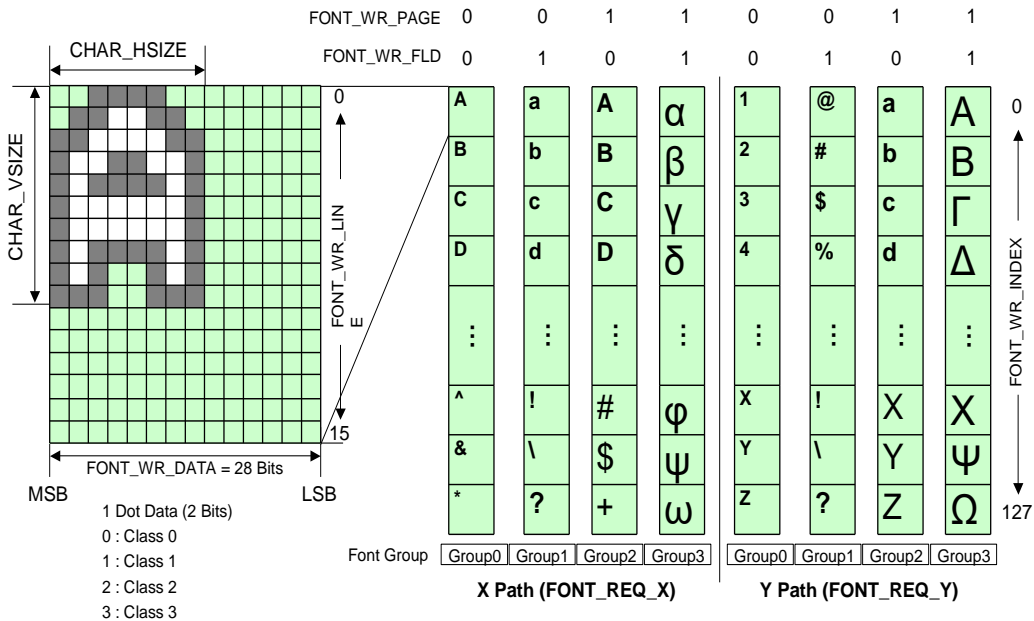 FONT_WR_PAGE 0 0 1 1 0 0 1 1
FONT_WR_FLD 0 1 0 1 0 1 0 1
CHAR_HSIZE
CHAR_VSIZE
0
FONT_WR_LIN
E
15
FONT_WR_DATA = 28 Bits
MSB LSB
1 Dot Data (2 Bits)
0 : Class 0
1 : Class 1
2 : Class 2
3 : Class 3
A a A α 1 @ a Α 0
B b B β 2 # b Β
C c C γ 3 $ c Γ
D d D δ 4 % d Δ
⋮ ⋮ ⋮ ⋮ ⋮ ⋮ ⋮ ⋮
FONT_WR_INDEX
^ ! # φ X ! X Χ
& \ $ ψ Y \ Y Ψ
* ? + ω Z ? Z Ω 127
Font Group Group0 Group1 Group2 Group3 Group0 Group1 Group2 Group3
X Path (FONT_REQ_X) Y Path (FONT_REQ_Y)